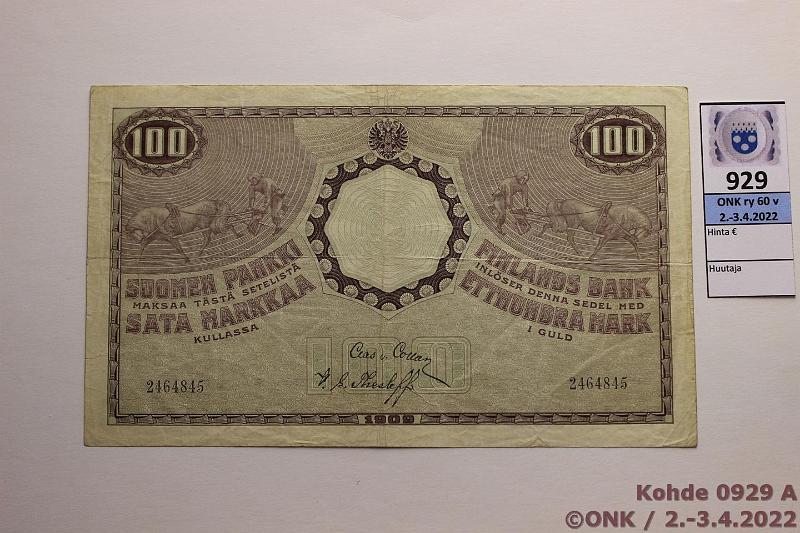 100
100
SUOMEN PANKKI
MAKSAA TÄSTÄ SETELISTÄ
SATA MARKKAA
KULLASSA
FINLANDS BANK
INLÖSER DENNA SEDEL MED
ETTHUNDRA MARK
I GULD
100
2464845
2464845
1909
929
ONK ry 60 v
2.-3.4.2022
Hinta €
Huutaja
Kohde 0929 A
©ONK / 2.-3.4.2022